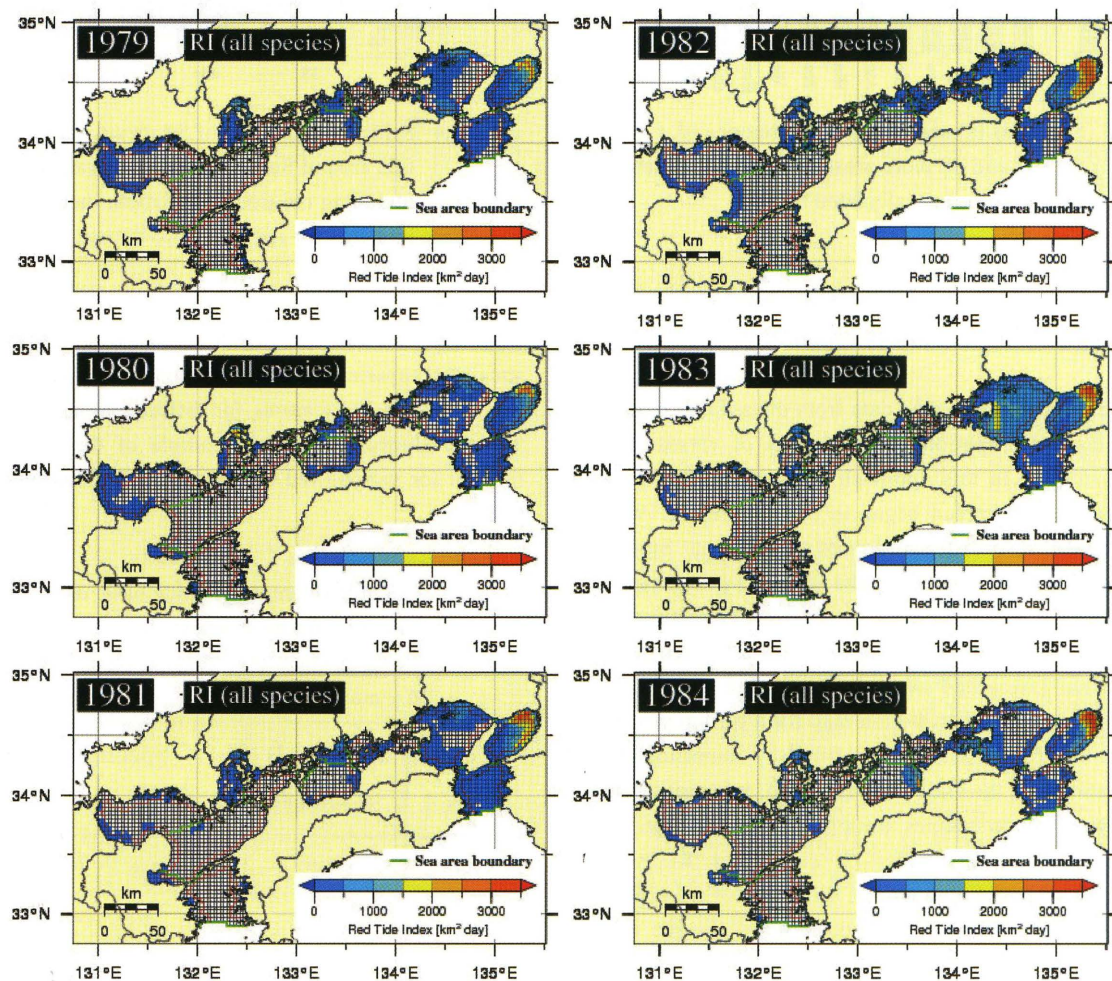 35°N
1979 RI (all species)
34°N
33°N
km
0 50
Sea area boundary
0 1000 2000 3000
Red Tide Index [km² day]
131°E 132°E 133°E 134°E 135°E
35°N
1982 RI (all species)
34°N
33°N
km
0 50
Sea area boundary
0 1000 2000 3000
Red Tide Index [km² day]
131°E 132°E 133°E 134°E 135°E
35°N
1980 RI (all species)
34°N
33°N
km
0 50
Sea area boundary
0 1000 2000 3000
Red Tide Index [km² day]
131°E 132°E 133°E 134°E 135°E
35°N
1983 RI (all species)
34°N
33°N
km
0 50
Sea area boundary
0 1000 2000 3000
Red Tide Index [km² day]
131°E 132°E 133°E 134°E 135°E
35°N
1981 RI (all species)
34°N
33°N
km
0 50
Sea area boundary
0 1000 2000 3000
Red Tide Index [km² day]
131°E 132°E 133°E 134°E 135°E
35°N
1984 RI (all species)
34°N
33°N
km
0 50
Sea area boundary
0 1000 2000 3000
Red Tide Index [km² day]
131°E 132°E 133°E 134°E 135°E